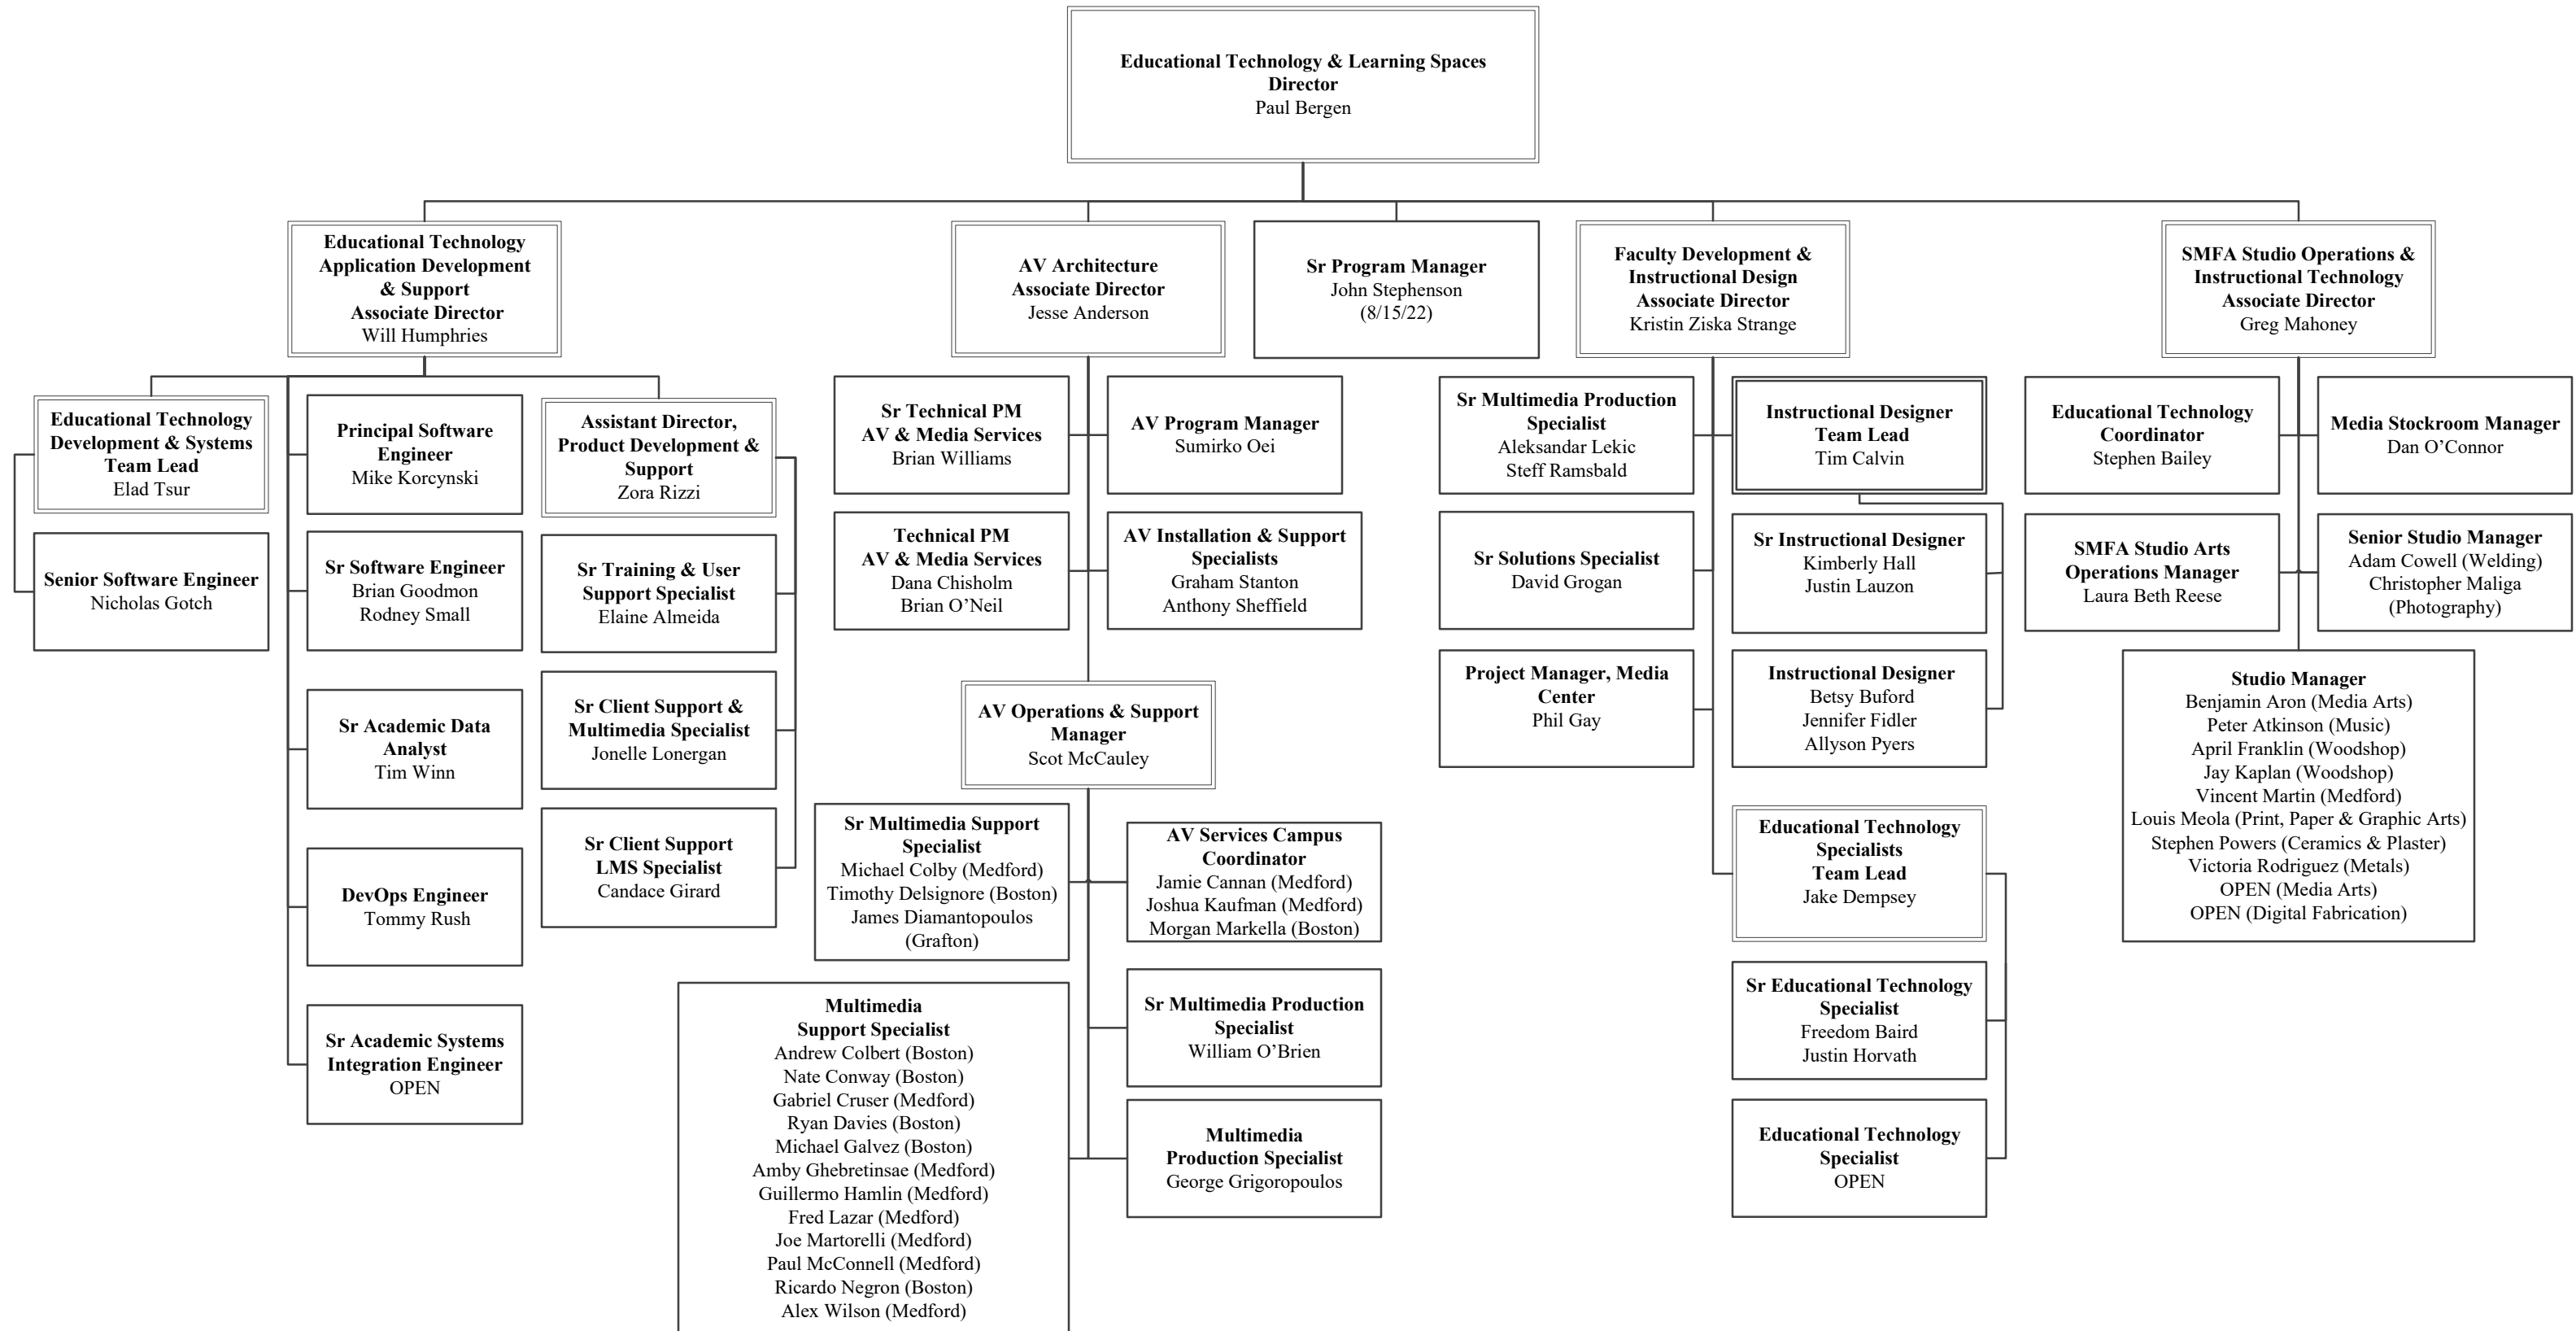 Educational Technology & Learning Spaces
Director
Paul Bergen
Educational Technology
Application Development
& Support
Associate Director
Will Humphries
AV Architecture
Associate Director
Jesse Anderson
Sr Program Manager
John Stephenson
(8/15/22)
Faculty Development &
Instructional Design
Associate Director
Kristin Ziska Strange
SMFA Studio Operations &
Instructional Technology
Associate Director
Greg Mahoney
Educational Technology
Development & Systems
Team Lead
Elad Tsur
Senior Software Engineer
Nicholas Gotch
Principal Software
Engineer
Mike Korcynski
Sr Software Engineer
Brian Goodmon
Rodney Small
Sr Academic Data
Analyst
Tim Winn
DevOps Engineer
Tommy Rush
Sr Academic Systems
Integration Engineer
OPEN
Assistant Director,
Product Development &
Support
Zora Rizzi
Sr Training & User
Support Specialist
Elaine Almeida
Sr Client Support &
Multimedia Specialist
Jonelle Lonergan
Sr Client Support
LMS Specialist
Candace Girard
Sr Technical PM
AV & Media Services
Brian Williams
AV Program Manager
Sumirko Oei
Technical PM
AV & Media Services
Dana Chisholm
Brian O’Neil
AV Installation & Support
Specialists
Graham Stanton
Anthony Sheffield
AV Operations & Support
Manager
Scot McCauley
Sr Multimedia Support
Specialist
Michael Colby (Medford)
Timothy Delsignore (Boston)
James Diamantopoulos
(Grafton)
AV Services Campus
Coordinator
Jamie Cannan (Medford)
Joshua Kaufman (Medford)
Morgan Markella (Boston)
Multimedia
Support Specialist
Andrew Colbert (Boston)
Nate Conway (Boston)
Gabriel Cruser (Medford)
Ryan Davies (Boston)
Michael Galvez (Boston)
Amby Ghebretinsae (Medford)
Guillermo Hamlin (Medford)
Fred Lazar (Medford)
Joe Martorelli (Medford)
Paul McConnell (Medford)
Ricardo Negron (Boston)
Alex Wilson (Medford)
Sr Multimedia Production
Specialist
William O’Brien
Multimedia
Production Specialist
George Grigoropoulos
Sr Multimedia Production
Specialist
Aleksandar Lekic
Steff Ramsbald
Sr Solutions Specialist
David Grogan
Project Manager, Media
Center
Phil Gay
Instructional Designer
Team Lead
Tim Calvin
Sr Instructional Designer
Kimberly Hall
Justin Lauzon
Instructional Designer
Betsy Buford
Jennifer Fidler
Allyson Pyers
Educational Technology
Specialists
Team Lead
Jake Dempsey
Sr Educational Technology
Specialist
Freedom Baird
Justin Horvath
Educational Technology
Specialist
OPEN
Educational Technology
Coordinator
Stephen Bailey
Media Stockroom Manager
Dan O’Connor
SMFA Studio Arts
Operations Manager
Laura Beth Reese
Senior Studio Manager
Adam Cowell (Welding)
Christopher Maliga
(Photography)
Studio Manager
Benjamin Aron (Media Arts)
Peter Atkinson (Music)
April Franklin (Woodshop)
Jay Kaplan (Woodshop)
Vincent Martin (Medford)
Louis Meola (Print, Paper & Graphic Arts)
Stephen Powers (Ceramics & Plaster)
Victoria Rodriguez (Metals)
OPEN (Media Arts)
OPEN (Digital Fabrication)